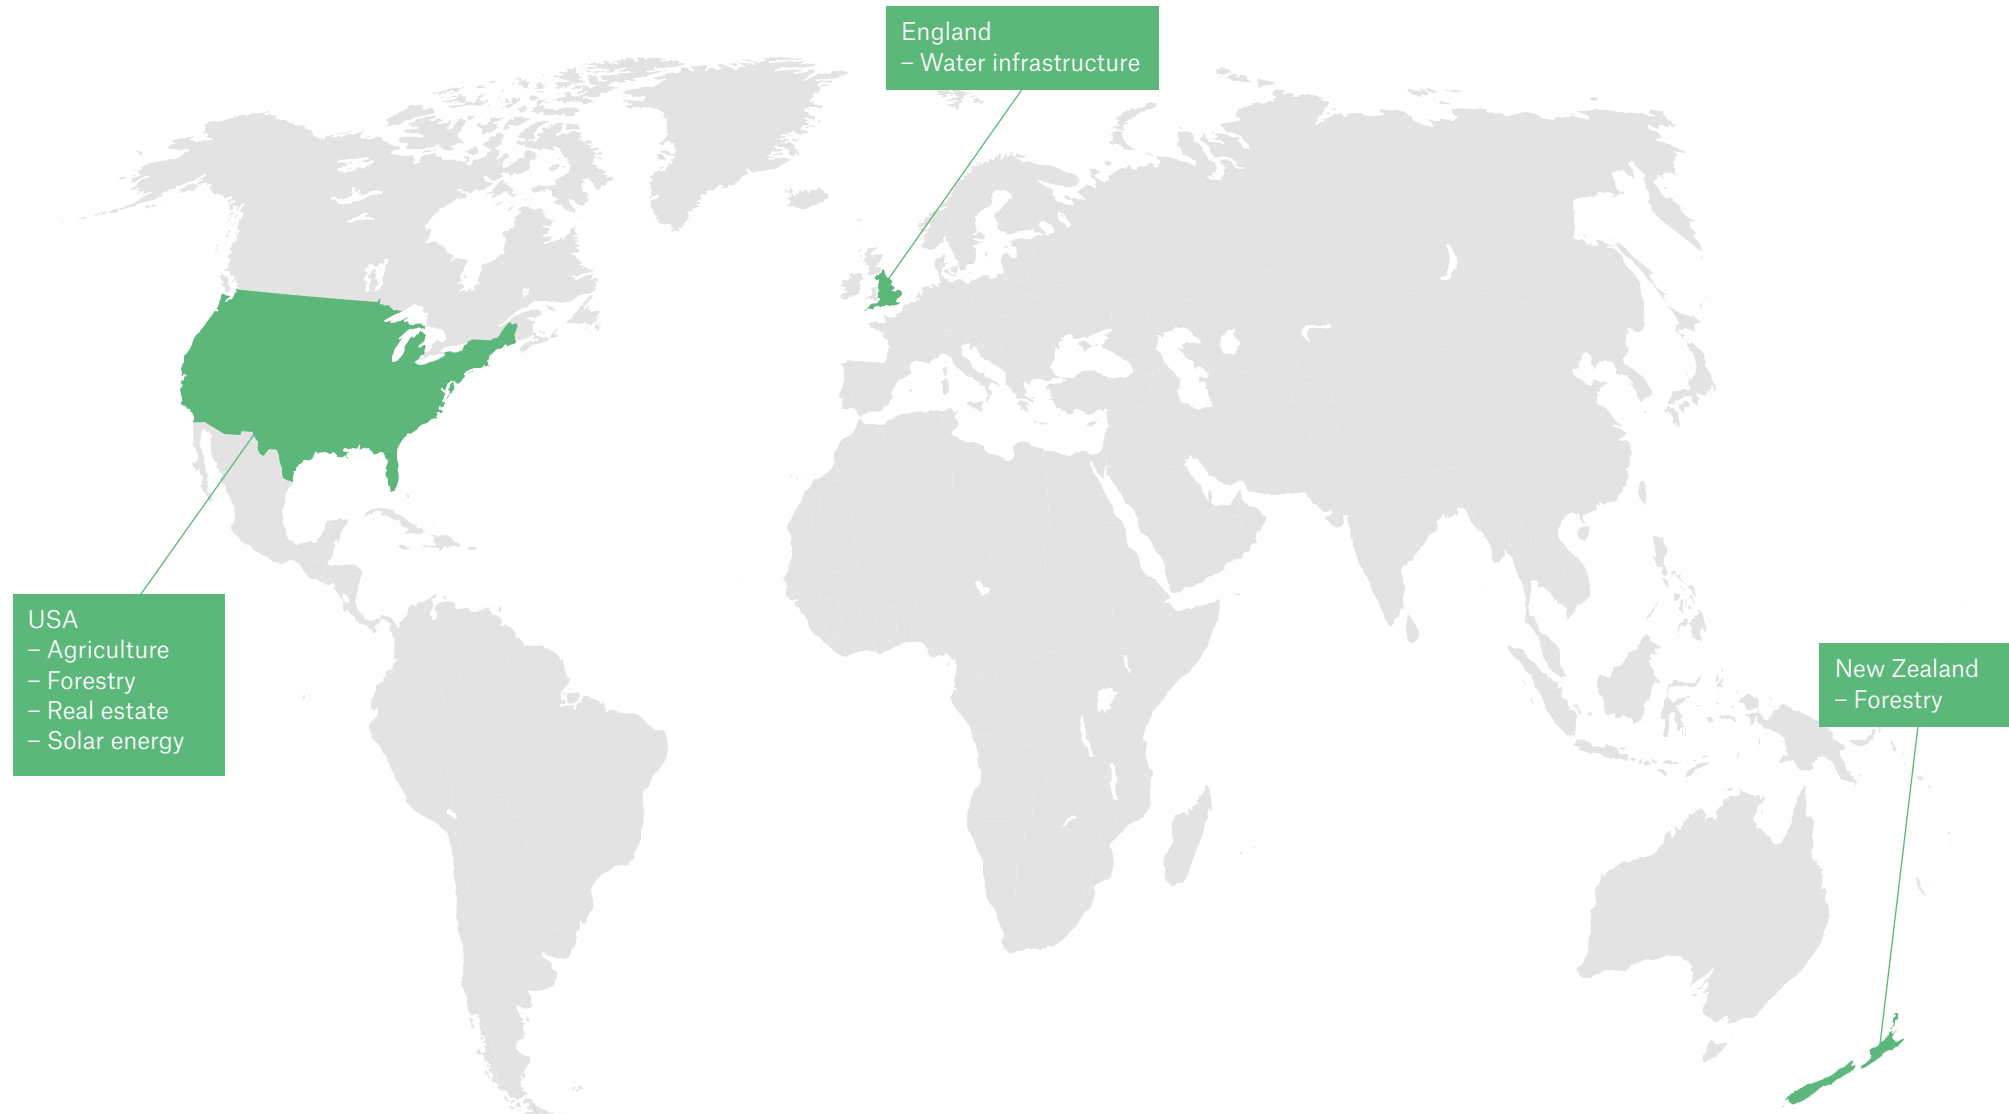 England
– Water infrastructure
USA
– Agriculture
– Forestry
– Real estate
– Solar energy
New Zealand
– Forestry